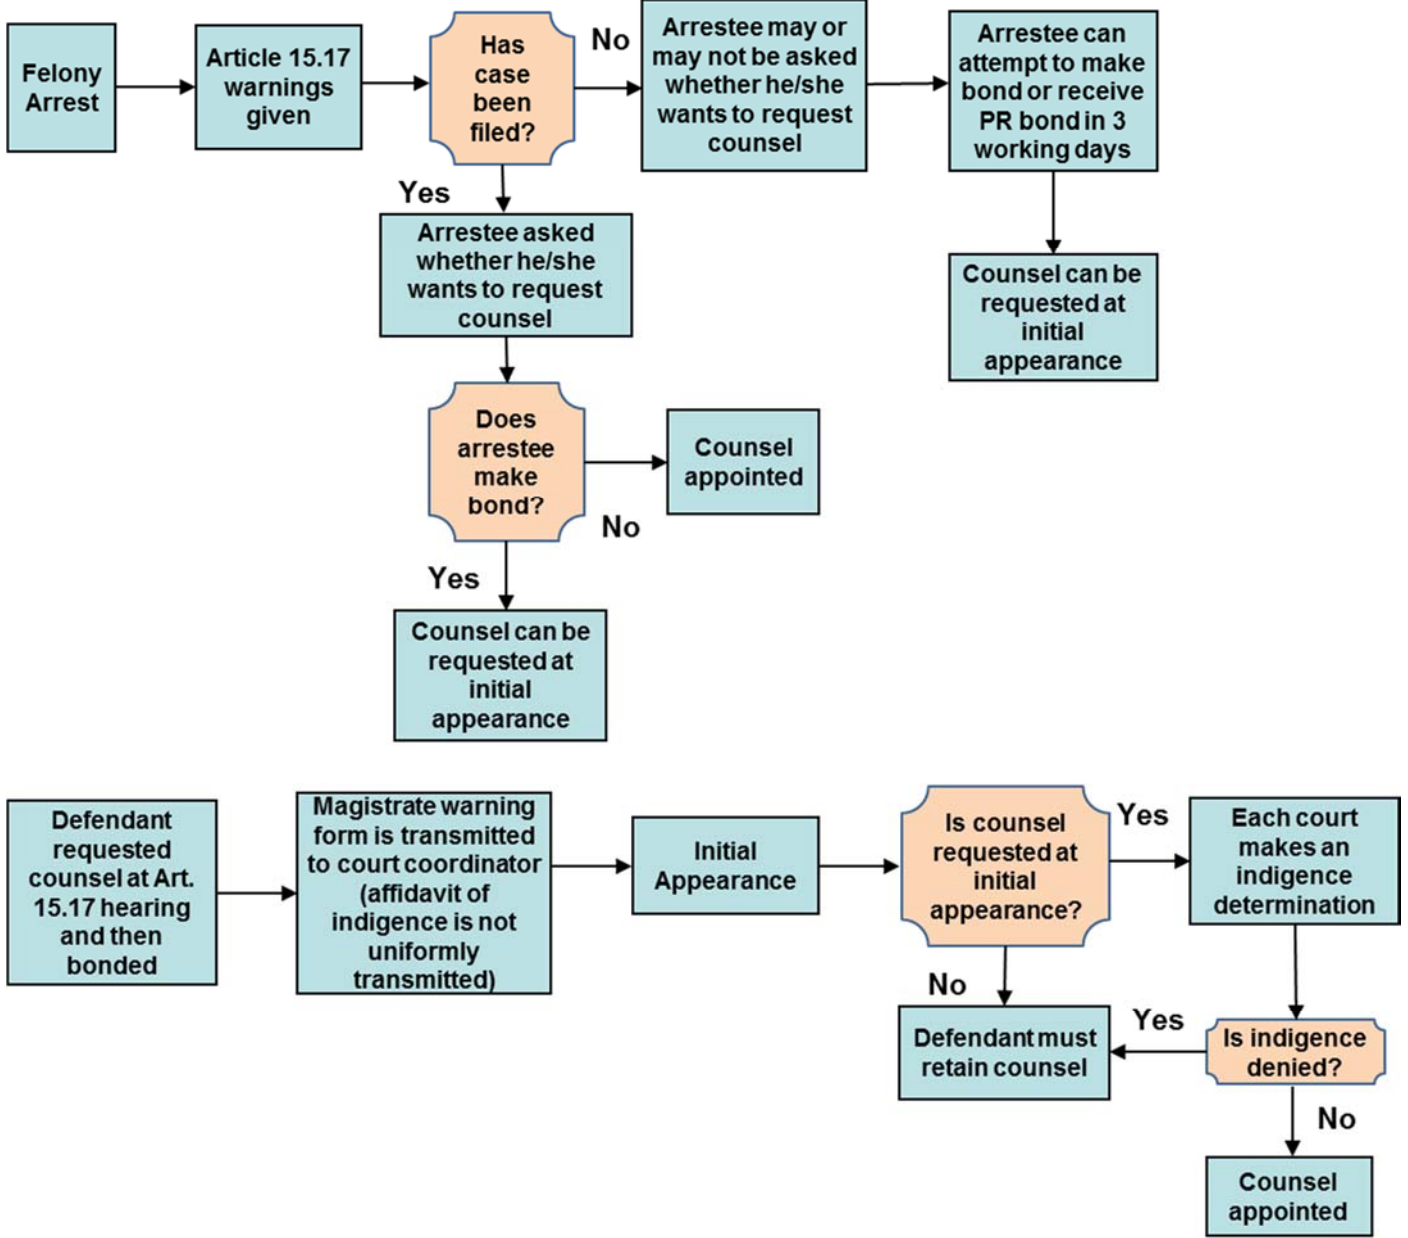 Felony
Arrest
Article 15.17
warnings
given
Has
case
been
filed?
No
Arrestee may or
may not be asked
whether he/she
wants to request
counsel
Arrestee can
attempt to make
bond or receive
PR bond in 3
working days
Yes
Arrestee asked
whether he/she
wants to request
counsel
Counsel can be
requested at
initial
appearance
Does
arrestee
make
bond?
Counsel
appointed
No
Yes
Counsel can be
requested at
initial
appearance
Defendant
requested
counsel at Art.
15.17 hearing
and then
bonded
Magistrate warning
form is transmitted
to court coordinator
(affidavit of
indigence is not
uniformly
transmitted)
Initial
Appearance
Is counsel
requested at
initial
appearance?
Yes
Each court
makes an
indigence
determination
No
Defendant must
retain counsel
Yes
Is indigence
denied?
No
Counsel
appointed